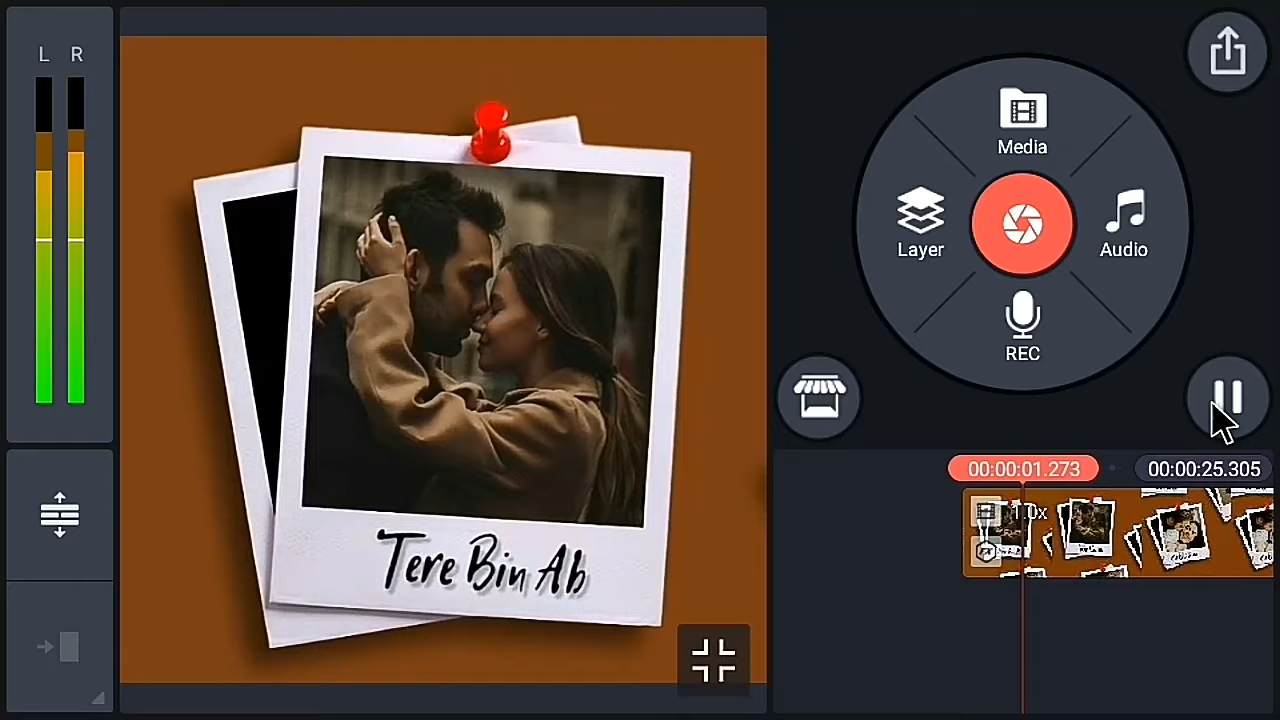 L R
Media
Layer
Audio
REC
00:00:01.273
00:00:25.305
Tere Bin Ab